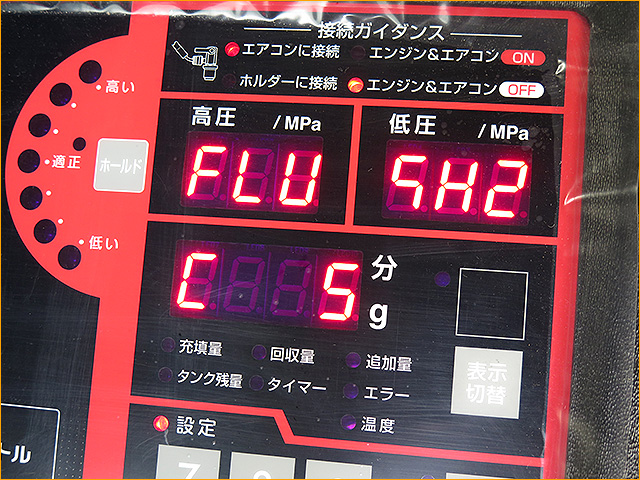 接続ガイダンス
エアコンに接続 エンジン&エアコン ON
ホルダーに接続 エンジン&エアコン OFF
高い
適正
低い
ホールド
高圧 /MPa
FLU
低圧 /MPa
SH2
C 5
分
g
充填量 回収量 追加量
タンク残量 タイマー エラー
温度
表示
切替
設定
ール
7